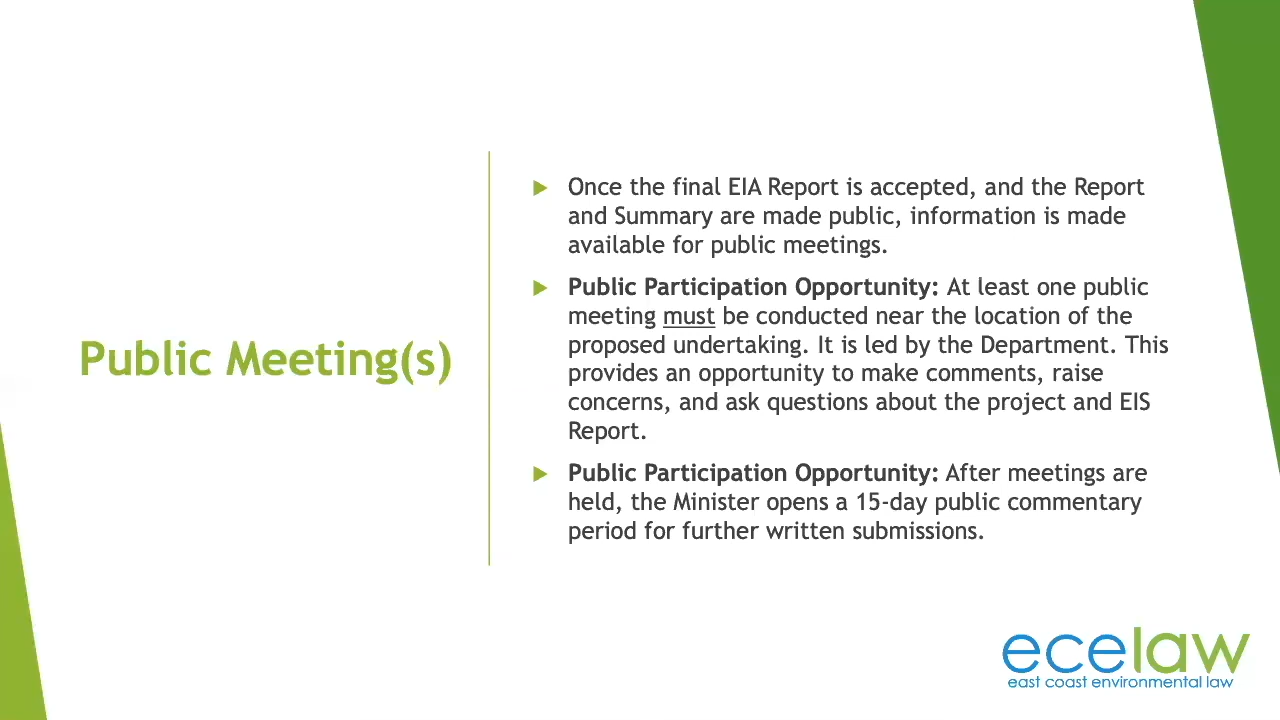 Public Meeting(s)
Once the final EIA Report is accepted, and the Report
and Summary are made public, information is made
available for public meetings.
Public Participation Opportunity: At least one public
meeting must be conducted near the location of the
proposed undertaking. It is led by the Department. This
provides an opportunity to make comments, raise
concerns, and ask questions about the project and EIS
Report.
Public Participation Opportunity: After meetings are
held, the Minister opens a 15-day public commentary
period for further written submissions.
ecelaw
east coast environmental law